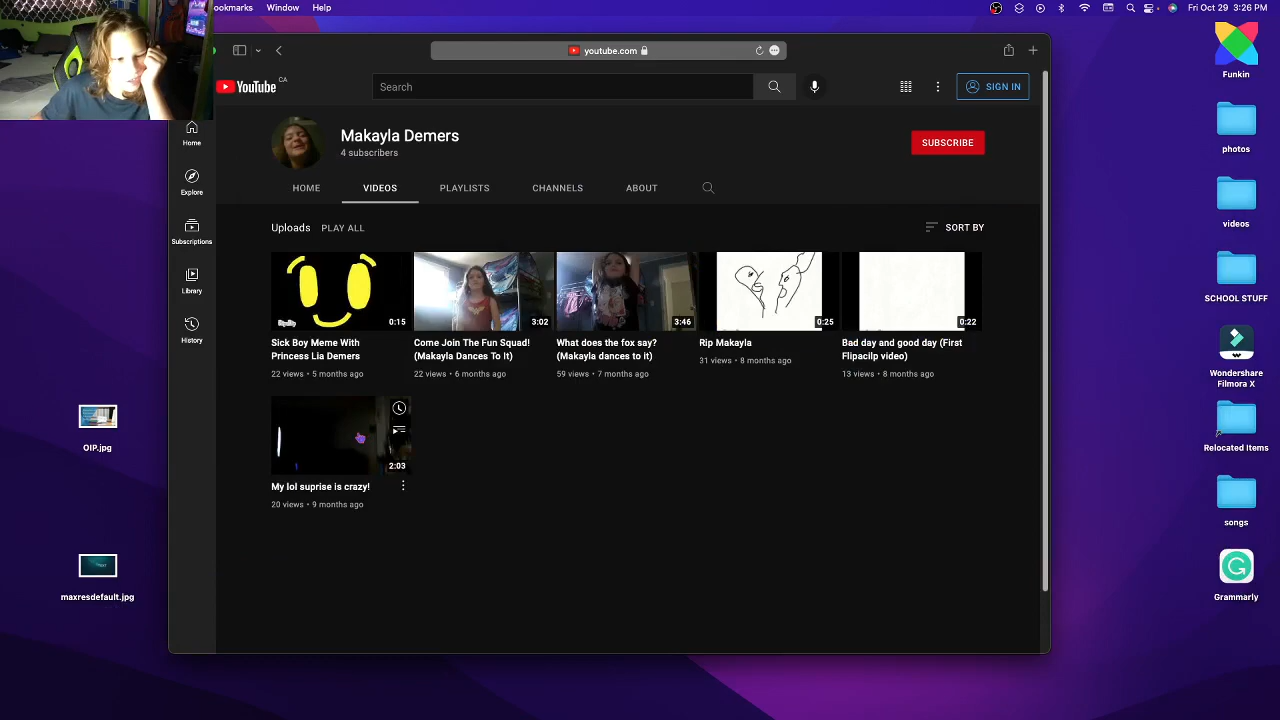 ookmarks Window Help
Fri Oct 29 3:26 PM
youtube.com
YouTube CA
Search
SIGN IN
Home
Explore
Subscriptions
Library
History
Makayla Demers
4 subscribers
SUBSCRIBE
HOME VIDEOS PLAYLISTS CHANNELS ABOUT
Uploads PLAY ALL
SORT BY
0:15
Sick Boy Meme With
Princess Lia Demers
22 views • 5 months ago
3:02
Come Join The Fun Squad!
(Makayla Dances To It)
22 views • 6 months ago
3:46
What does the fox say?
(Makayla dances to it)
59 views • 7 months ago
0:25
Rip Makayla
31 views • 8 months ago
0:22
Bad day and good day (First
Flipacilp video)
13 views • 8 months ago
2:03
My lol suprise is crazy!
20 views • 9 months ago
OIP.jpg
maxresdefault.jpg
Funkin
photos
videos
SCHOOL STUFF
Wondershare
Filmora X
Relocated Items
songs
Grammarly